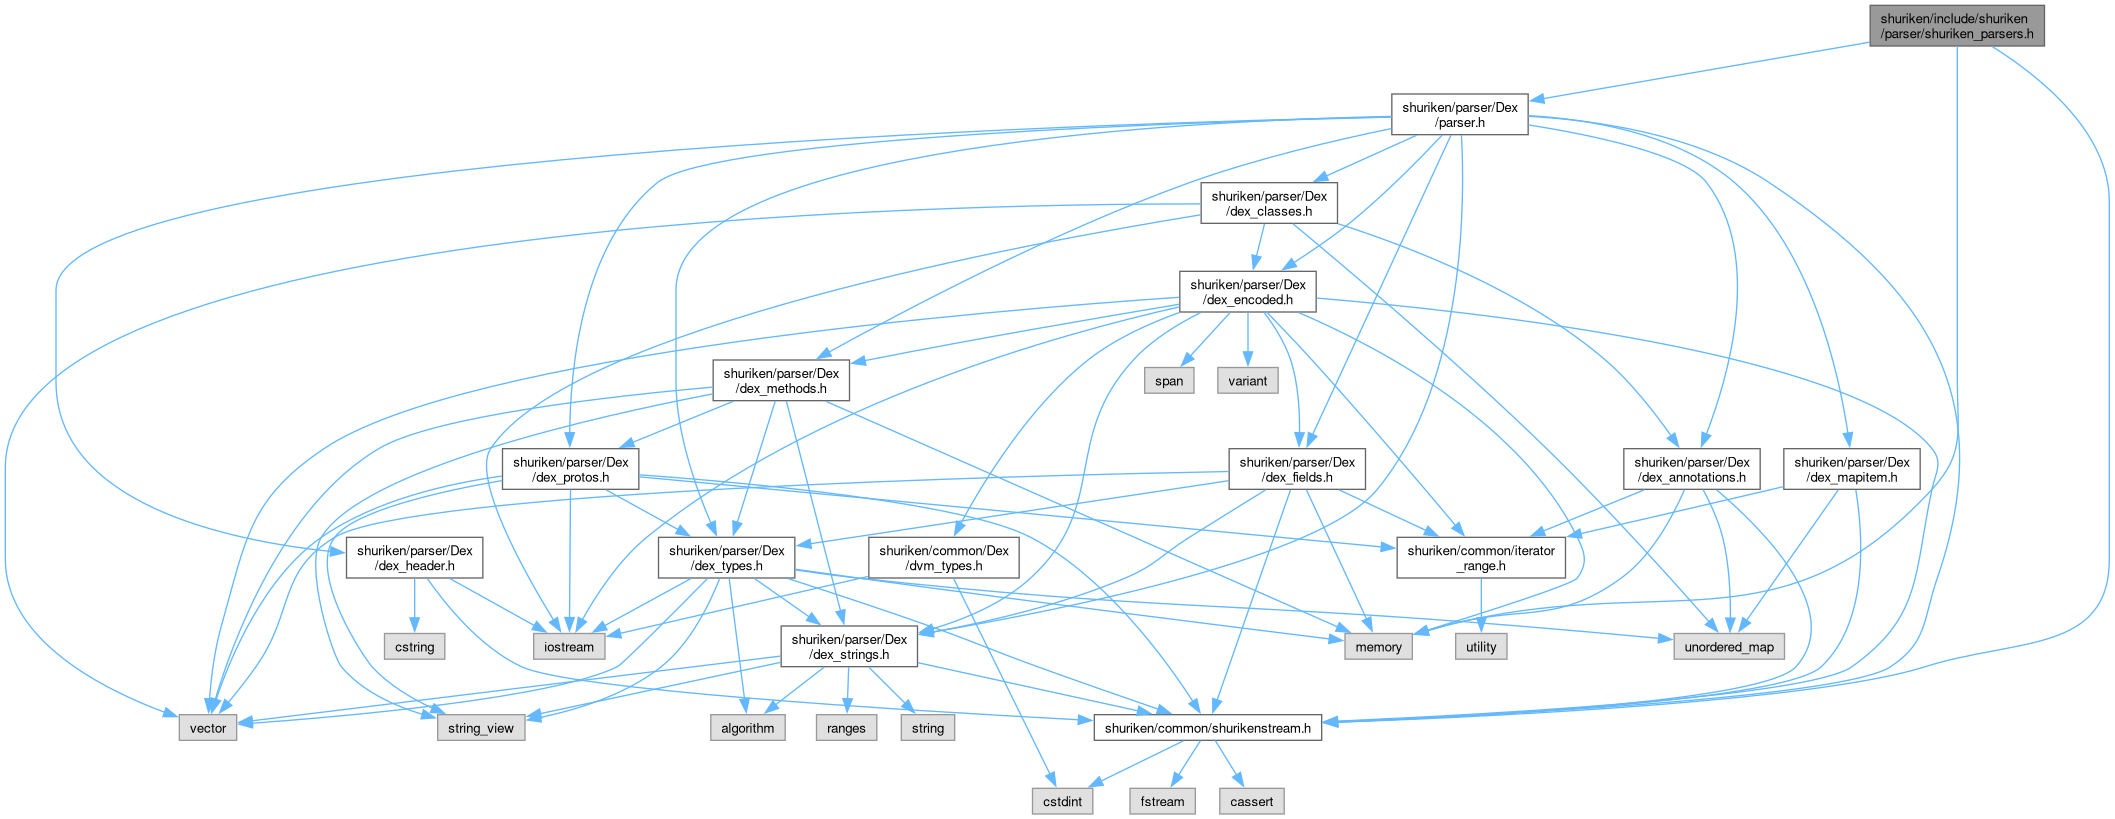 shuriken/include/shuriken
/parser/shuriken_parsers.h
shuriken/parser/Dex
/parser.h
shuriken/parser/Dex
/dex_classes.h
shuriken/parser/Dex
/dex_encoded.h
shuriken/parser/Dex
/dex_methods.h
span
variant
shuriken/parser/Dex
/dex_protos.h
shuriken/parser/Dex
/dex_fields.h
shuriken/parser/Dex
/dex_annotations.h
shuriken/parser/Dex
/dex_mapitem.h
shuriken/parser/Dex
/dex_header.h
shuriken/parser/Dex
/dex_types.h
shuriken/common/Dex
/dvm_types.h
shuriken/common/iterator
_range.h
cstring
iostream
shuriken/parser/Dex
/dex_strings.h
memory
utility
unordered_map
vector
string_view
algorithm
ranges
string
shuriken/common/shurikenstream.h
cstdint
fstream
cassert